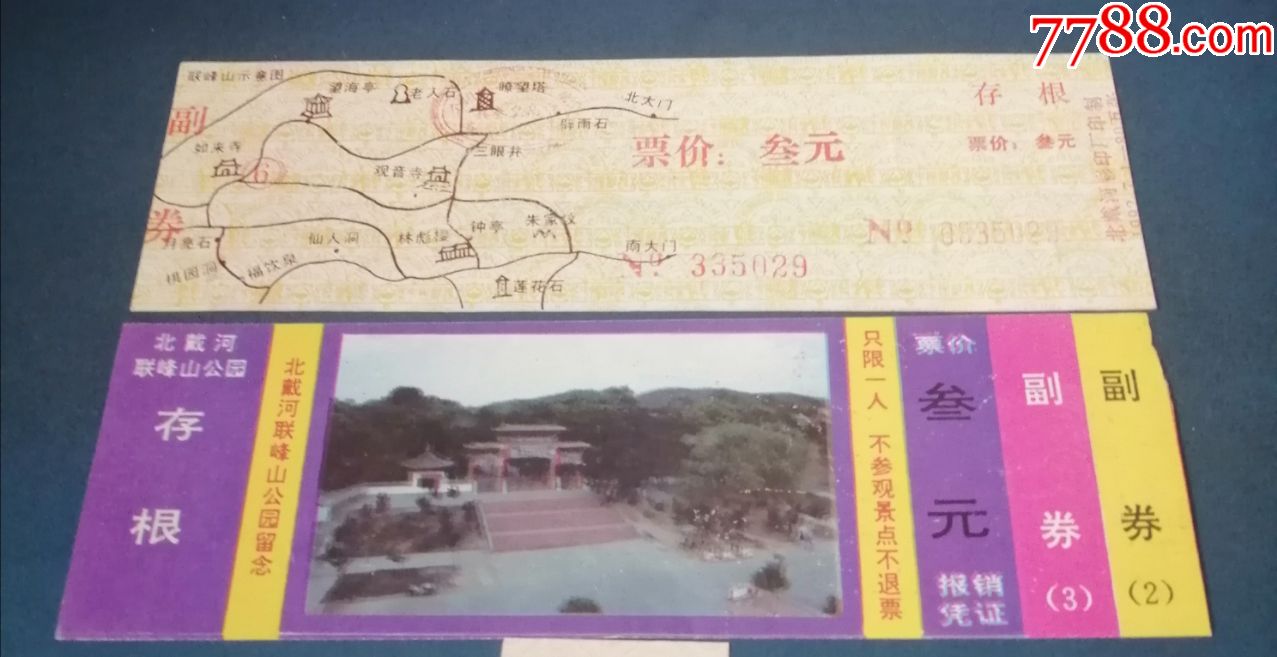 7788.com
联峰山示意图
望海亭
老人石
瞭望塔
北大门
存根
副
劈雨石
三眼井
票价：叁元
票价：叁元
如来寺
6
观音寺
券
月亮石
仙人洞
林彪楼
钟亭
朱家坟
南大门
桃园洞
福饮泉
莲花石
№ 335029
№ 0335029
北戴河
联峰山公园
存根
北戴河联峰山公园留念
只限一人 不参观景点不退票
票价
叁元
报销
凭证
副券
(3)
副券
(2)